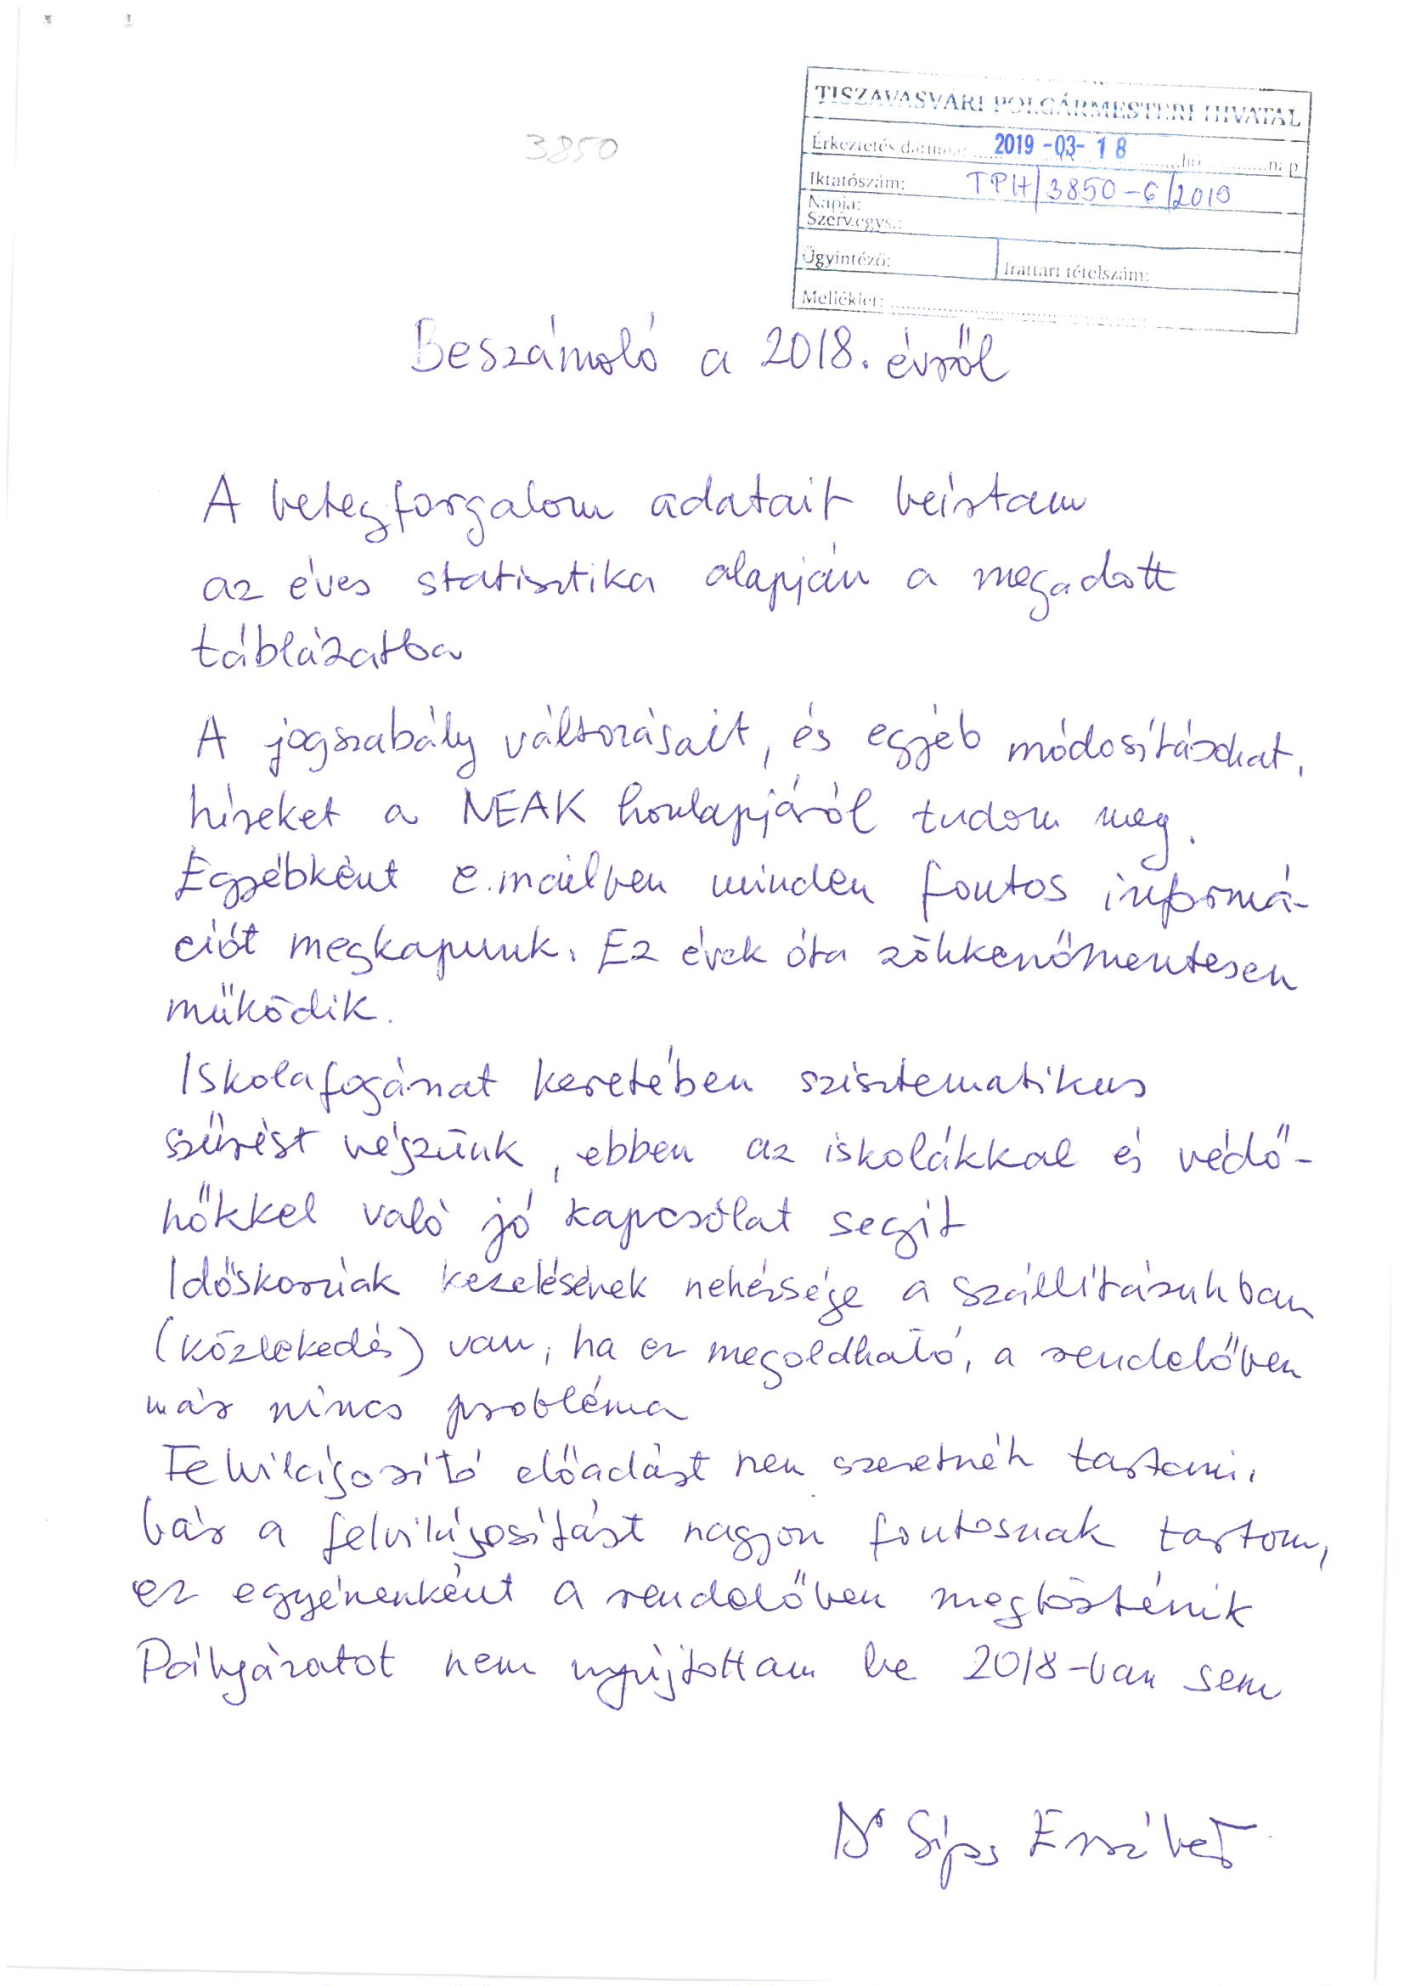 3850
TISZAVASVÁRI POLGÁRMESTERI HIVATAL
Érkeztetés dátuma: 2019 -03- 18 hó nap
Iktatószám: TPH/3850-6/2019
Napja:
Szerv.egys.:
Ügyintéző: Irattári tételszám:
Melléklet:
Beszámoló a 2018. évről
A betegforgalom adatait beírtam
az éves statisztika alapján a megadott
táblázatba
A jogszabály változásait, és egyéb módosításokat,
híreket a NEAK honlapjáról tudom meg.
Egyébként e.mailben minden fontos informá-
ciót megkapunk. Ez évek óta zökkenőmentesen
működik.
Iskolafogászat keretében szisztematikus
szűrést végzünk, ebben az iskolákkal és védő-
nőkkel való jó kapcsolat segít
Időskorúak kezelésének nehézsége a szállításukban
(közlekedés) van, ha ez megoldható, a rendelőben
már nincs probléma
Felvilágosító előadást nem szeretnék tartani,
bár a felvilágosítást nagyon fontosnak tartom,
ez egyénenként a rendelőben megtörténik
Pályázatot nem nyújtottam be 2018-ban sem
Dr Sipos Erzsébet